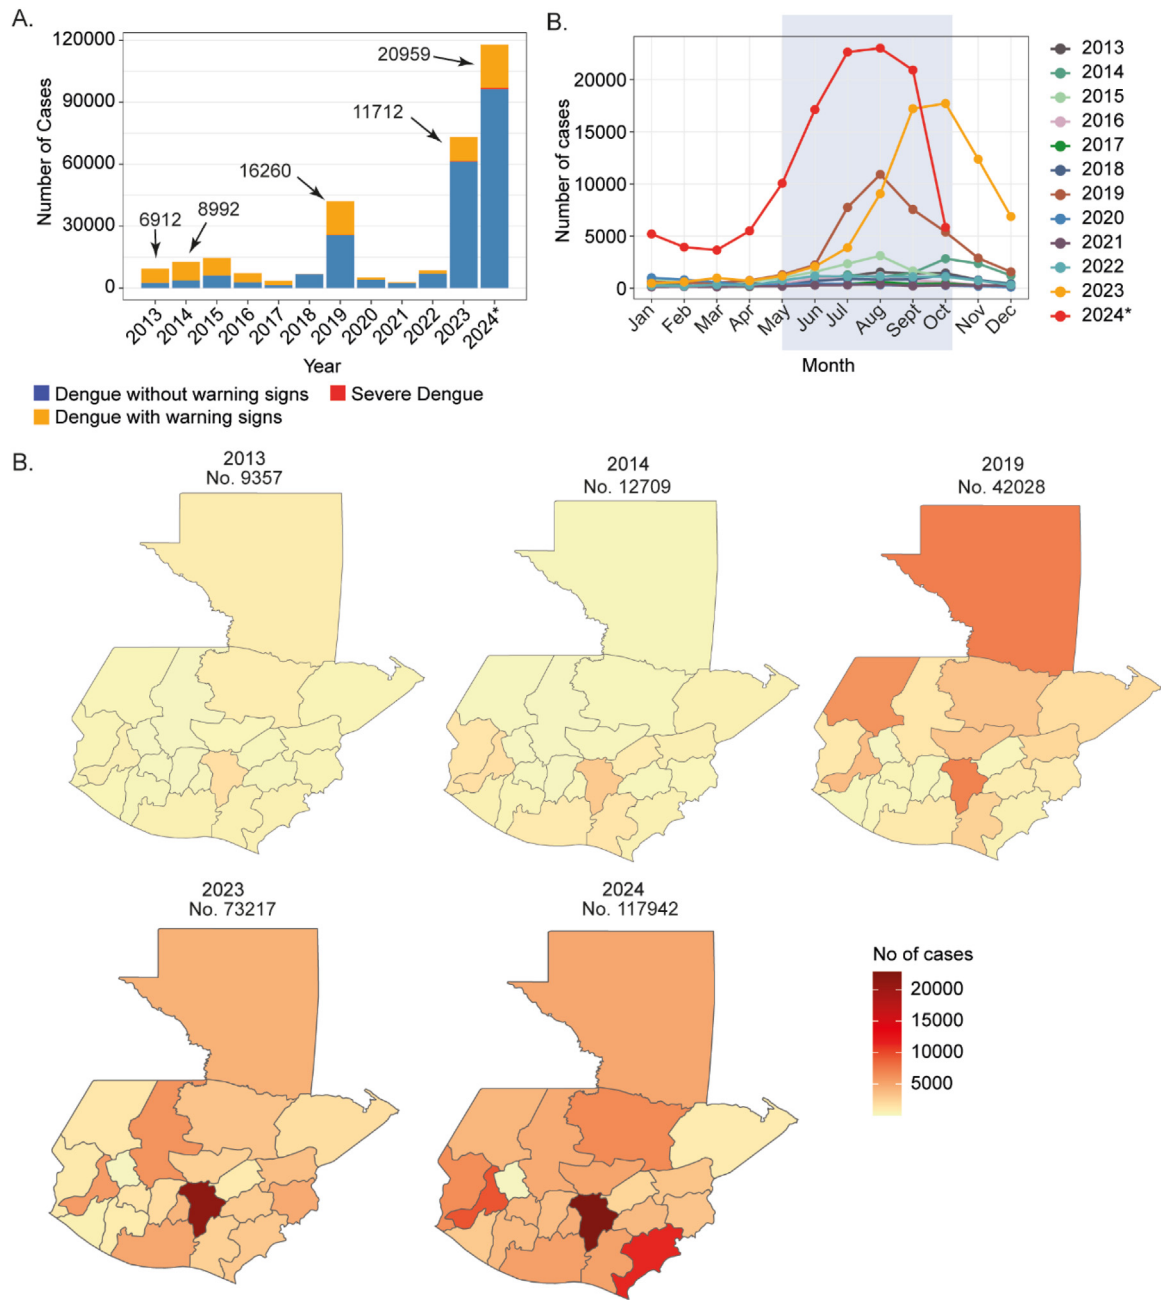 A.
Number of Cases
120000
90000
60000
30000
0
6912
8992
16260
11712
20959
2013
2014
2015
2016
2017
2018
2019
2020
2021
2022
2023
2024*
Year
Dengue without warning signs
Severe Dengue
Dengue with warning signs
B.
Number of cases
20000
15000
10000
5000
0
Jan
Feb
Mar
Apr
May
Jun
Jul
Aug
Sept
Oct
Nov
Dec
Month
2013
2014
2015
2016
2017
2018
2019
2020
2021
2022
2023
2024*
B.
2013
No. 9357
2014
No. 12709
2019
No. 42028
2023
No. 73217
2024
No. 117942
No of cases
20000
15000
10000
5000